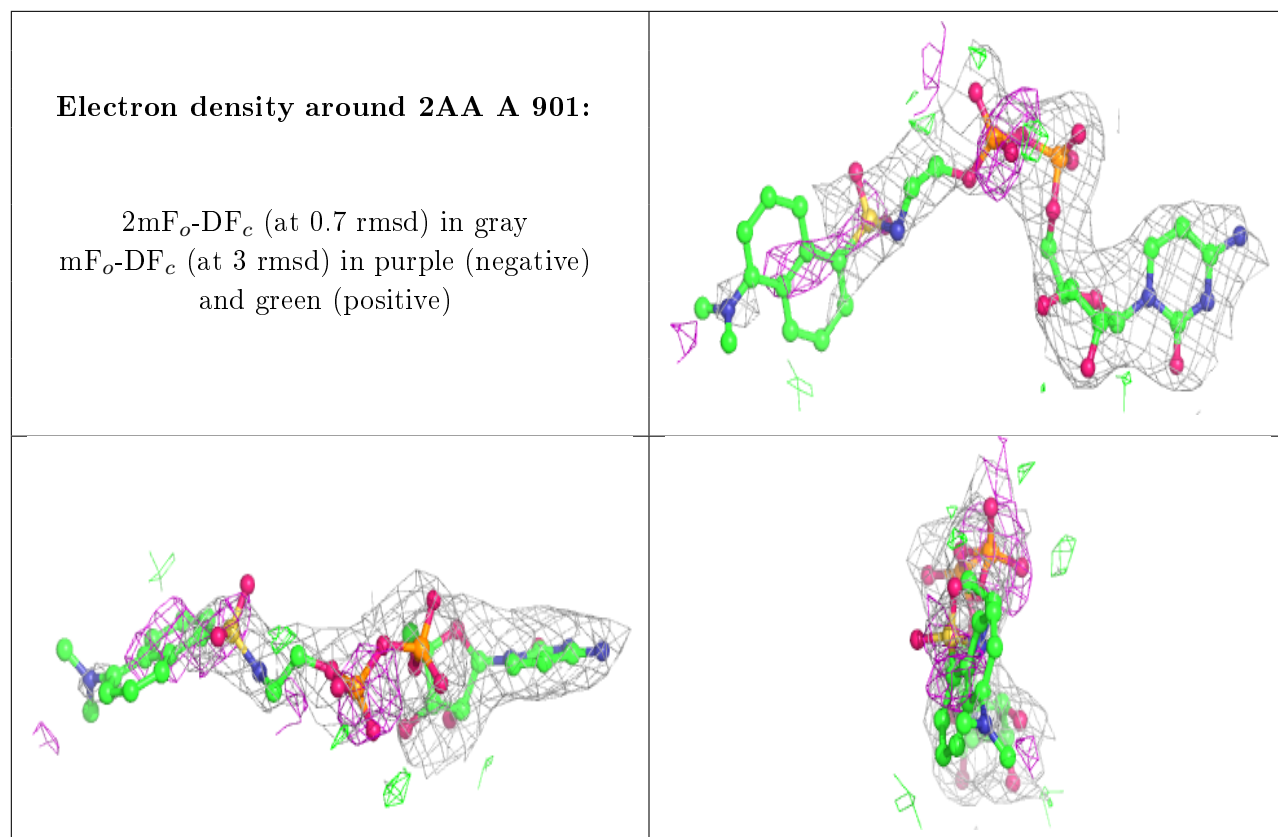 Electron density around 2AA A 901:
2mFₒ-DF𝒸 (at 0.7 rmsd) in gray
mFₒ-DF𝒸 (at 3 rmsd) in purple (negative)
and green (positive)